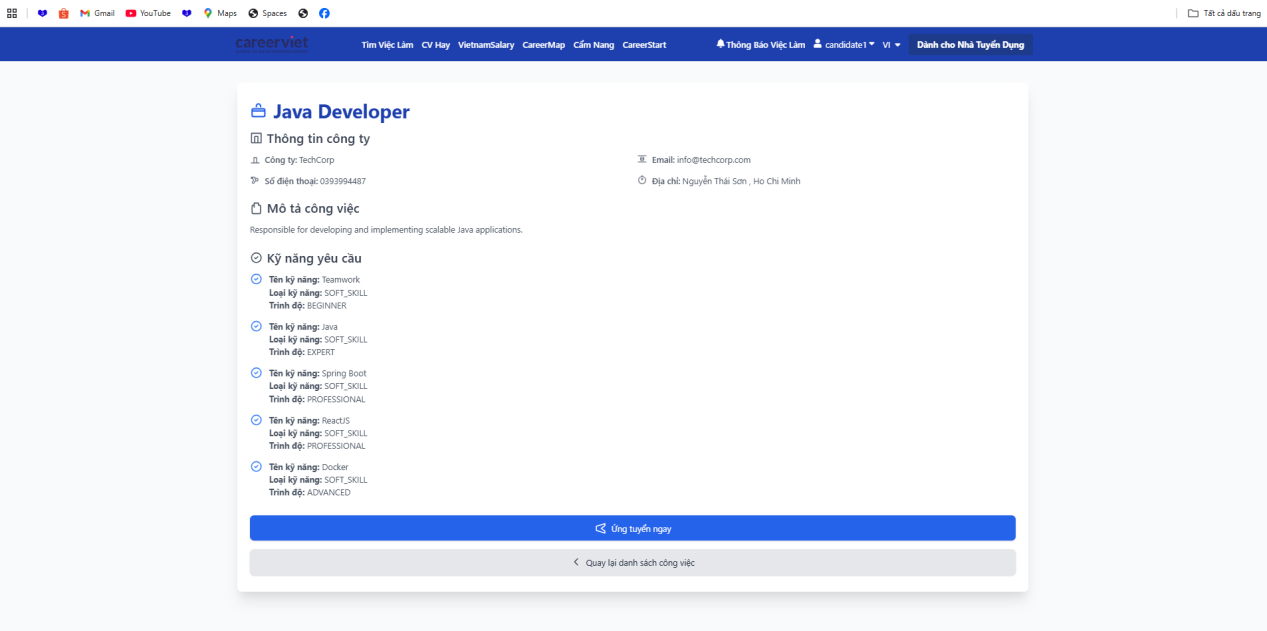 Gmail YouTube Maps Spaces Tất cả dấu trang
careerviet Tìm Việc Làm CV Hay VietnamSalary CareerMap Cẩm Nang CareerStart Thông Báo Việc Làm candidate1 VI Dành cho Nhà Tuyển Dụng
Java Developer
Thông tin công ty
Công ty: TechCorp
Email: info@techcorp.com
Số điện thoại: 0393994487
Địa chỉ: Nguyễn Thái Sơn , Ho Chi Minh
Mô tả công việc
Responsible for developing and implementing scalable Java applications.
Kỹ năng yêu cầu
Tên kỹ năng: Teamwork
Loại kỹ năng: SOFT_SKILL
Trình độ: BEGINNER
Tên kỹ năng: Java
Loại kỹ năng: SOFT_SKILL
Trình độ: EXPERT
Tên kỹ năng: Spring Boot
Loại kỹ năng: SOFT_SKILL
Trình độ: PROFESSIONAL
Tên kỹ năng: ReactJS
Loại kỹ năng: SOFT_SKILL
Trình độ: PROFESSIONAL
Tên kỹ năng: Docker
Loại kỹ năng: SOFT_SKILL
Trình độ: ADVANCED
Ứng tuyển ngay
Quay lại danh sách công việc